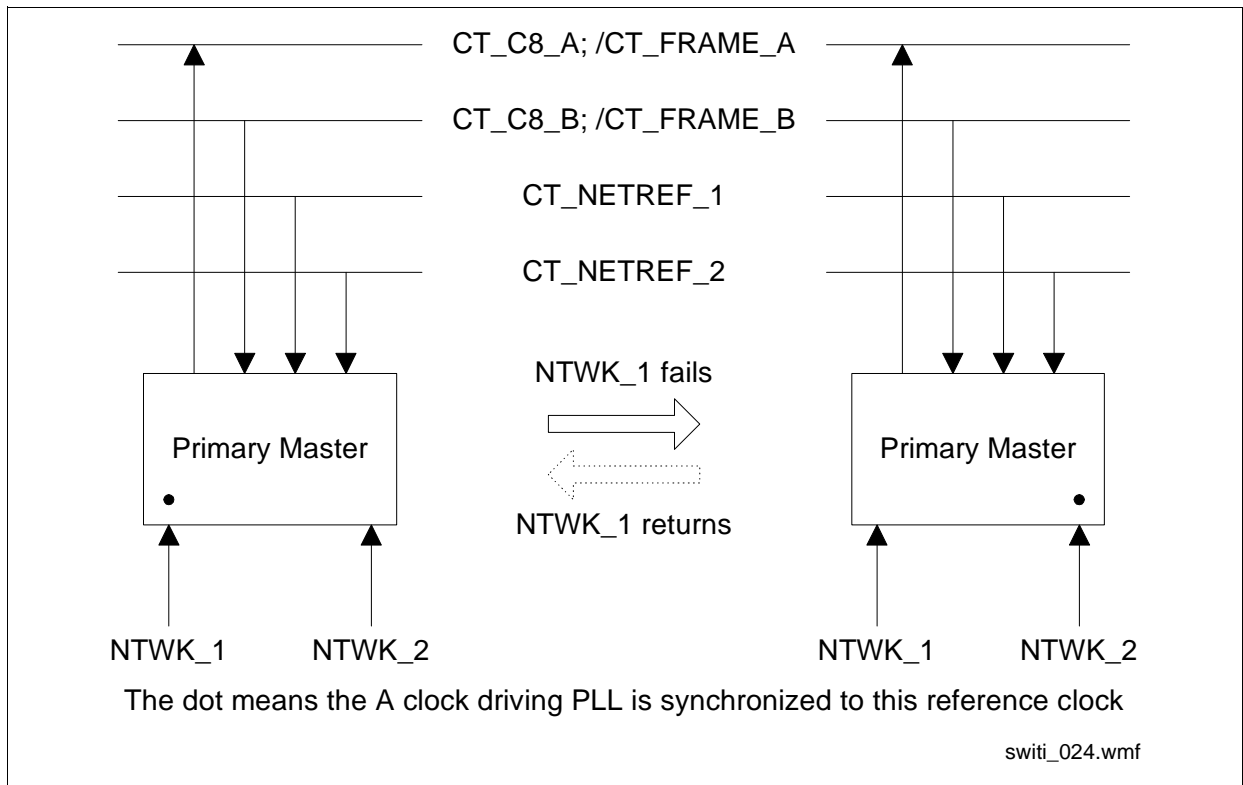 CT_C8_A; /CT_FRAME_A
CT_C8_B; /CT_FRAME_B
CT_NETREF_1
CT_NETREF_2
NTWK_1 fails
Primary Master
Primary Master
NTWK_1 returns
NTWK_1
NTWK_2
NTWK_1
NTWK_2
The dot means the A clock driving PLL is synchronized to this reference clock
switi_024.wmf